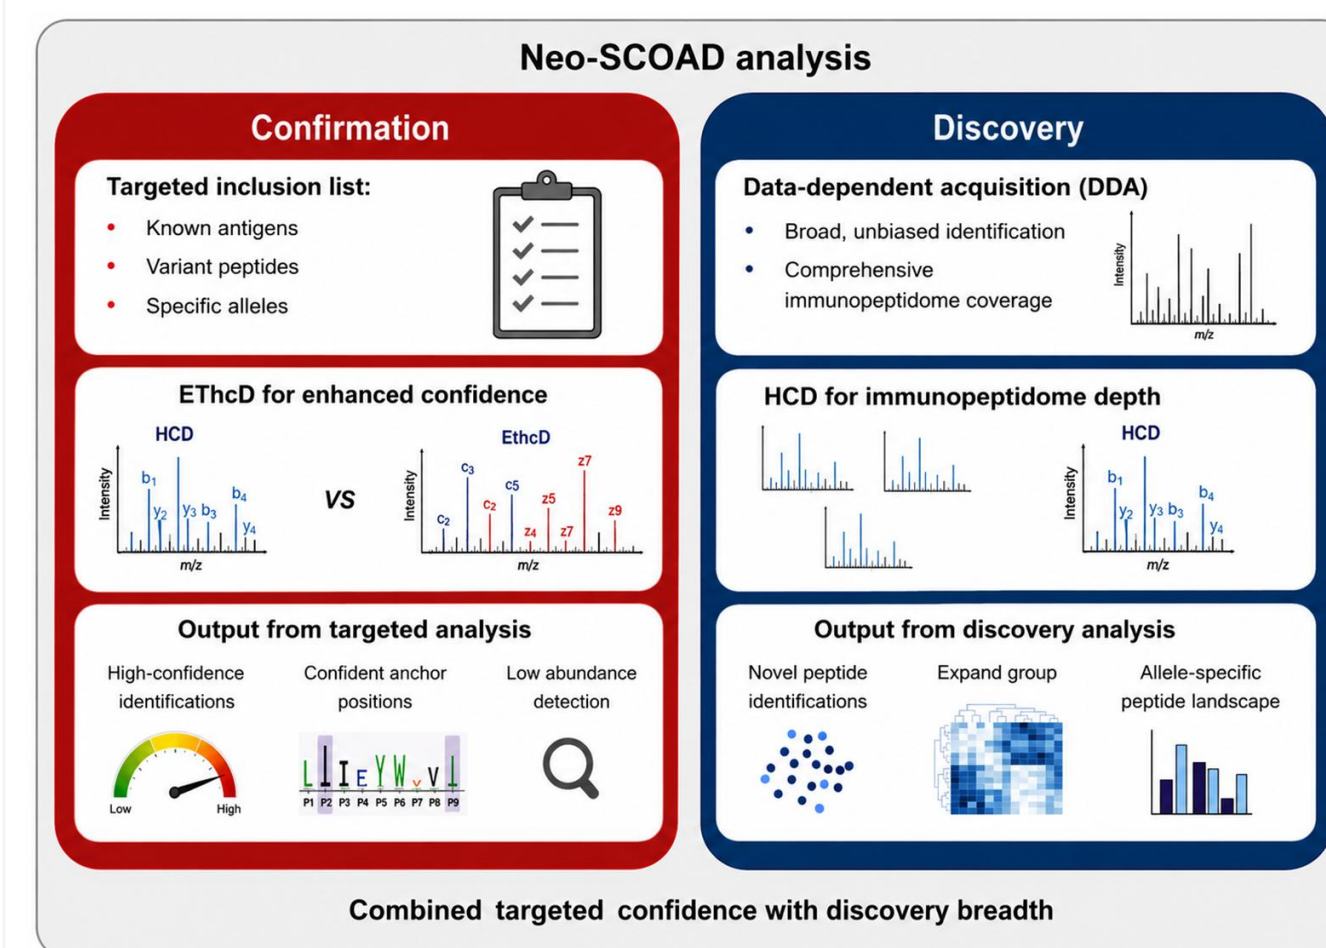 Neo-SCOAD analysis
Confirmation
Targeted inclusion list:
• Known antigens
• Variant peptides
• Specific alleles
EThcD for enhanced confidence
HCD
Intensity
b1
y2
y3
b3
b4
y4
m/z
VS
EthcD
Intensity
c2
c3
c2
c5
z4
z5
z7
z7
z9
m/z
Output from targeted analysis
High-confidence
identifications
Low
High
Confident anchor
positions
L I I E Y W v V I
P1 P2 P3 P4 P5 P6 P7 P8 P9
Low abundance
detection
Discovery
Data-dependent acquisition (DDA)
• Broad, unbiased identification
• Comprehensive
immunopeptidome coverage
Intensity
m/z
HCD for immunopeptidome depth
HCD
Intensity
b1
y2
y3
b3
b4
y4
m/z
Output from discovery analysis
Novel peptide
identifications
Expand group
Allele-specific
peptide landscape
Combined targeted confidence with discovery breadth